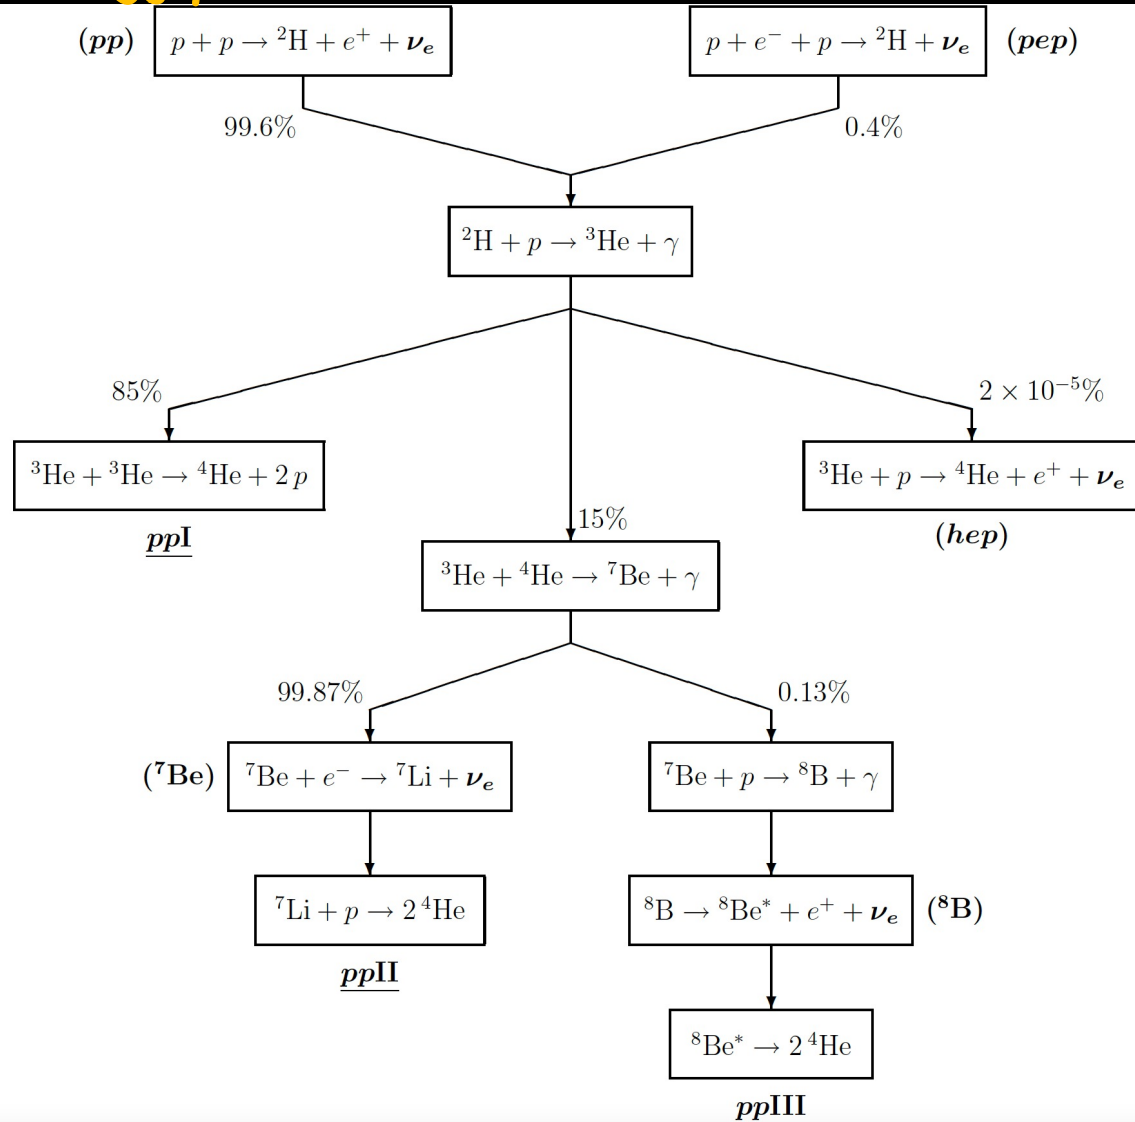 (pp) p + p → ²H + e⁺ + νₑ
p + e⁻ + p → ²H + νₑ (pep)
99.6%
0.4%
²H + p → ³He + γ
85%
2 × 10⁻⁵%
³He + ³He → ⁴He + 2 p
³He + p → ⁴He + e⁺ + νₑ
ppI
(hep)
15%
³He + ⁴He → ⁷Be + γ
99.87%
0.13%
(⁷Be) ⁷Be + e⁻ → ⁷Li + νₑ
⁷Be + p → ⁸B + γ
⁷Li + p → 2 ⁴He
⁸B → ⁸Be* + e⁺ + νₑ (⁸B)
ppII
⁸Be* → 2 ⁴He
ppIII